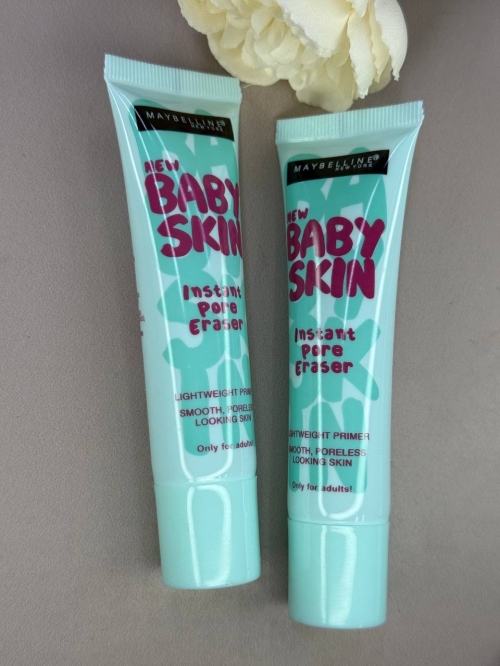 MAYBELLINE
NEW YORK
NEW
BABY
SKIN
Instant
Pore
Eraser
LIGHTWEIGHT PRIM
SMOOTH, PORELESS
LOOKING SKIN
Only for adults!
MAYBELLINE
NEW YORK
NEW
BABY
SKIN
Instant
Pore
Eraser
LIGHTWEIGHT PRIMER
SMOOTH, PORELESS
LOOKING SKIN
Only for adults!